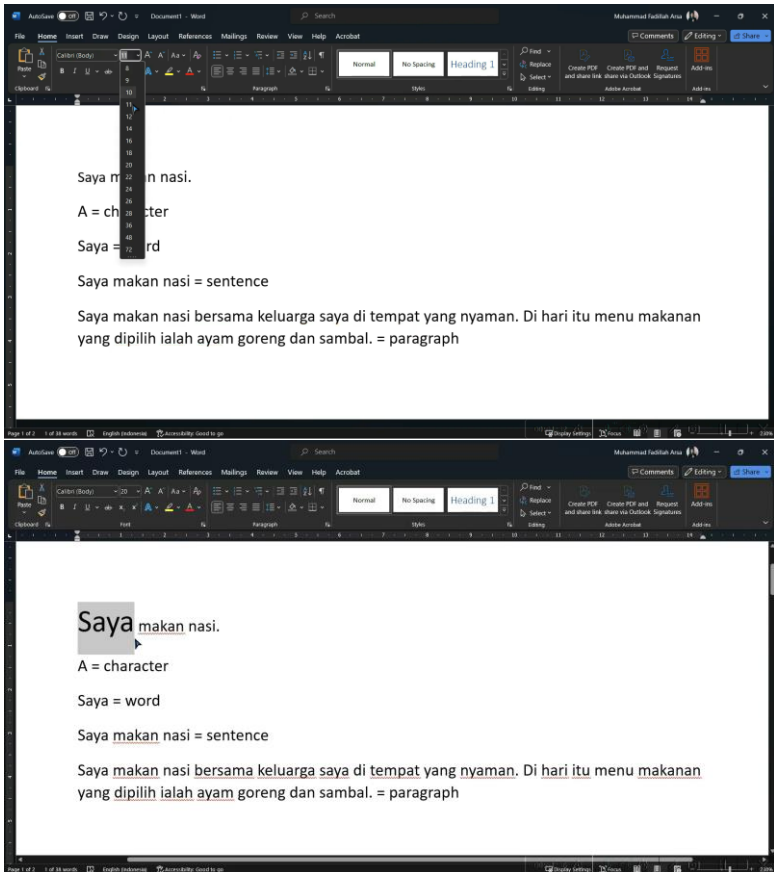 AutoSave Off Document1 - Word Search Muhammad Fadillah Arsa
File Home Insert Draw Design Layout References Mailings Review View Help Acrobat Comments Editing Share
Paste Calibri (Body) 11 A A Aa Find
Normal No Spacing Heading 1 Replace Create PDF and share link Create PDF and share via Outlook Request Signatures Add-ins
B I U ab Select
Clipboard Paragraph Styles Editing Adobe Acrobat Add-ins
8
9
10
11
12
14
16
18
20
22
24
26
28
36
48
72
Saya m n nasi.
A = ch cter
Saya = rd
Saya makan nasi = sentence
Saya makan nasi bersama keluarga saya di tempat yang nyaman. Di hari itu menu makanan
yang dipilih ialah ayam goreng dan sambal. = paragraph
Page 1 of 2 1 of 38 words English (Indonesia) Accessibility: Good to go Display Settings Focus 230%
AutoSave Off Document1 - Word Search Muhammad Fadillah Arsa
File Home Insert Draw Design Layout References Mailings Review View Help Acrobat Comments Editing Share
Paste Calibri (Body) 20 A A Aa Find
Normal No Spacing Heading 1 Replace Create PDF and share link Create PDF and share via Outlook Request Signatures Add-ins
B I U ab x x A A Select
Clipboard Font Paragraph Styles Editing Adobe Acrobat Add-ins
Saya makan nasi.
A = character
Saya = word
Saya makan nasi = sentence
Saya makan nasi bersama keluarga saya di tempat yang nyaman. Di hari itu menu makanan
yang dipilih ialah ayam goreng dan sambal. = paragraph
Page 1 of 2 1 of 38 words English (Indonesia) Accessibility: Good to go Display Settings Focus 230%